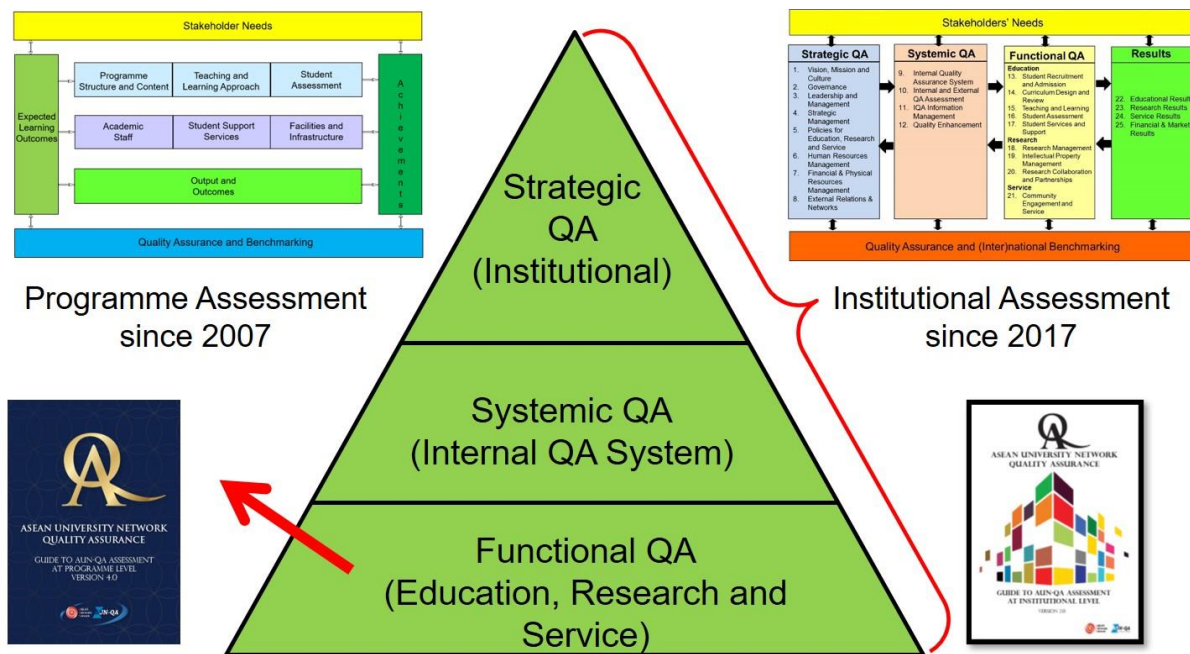 Stakeholder Needs
Expected
Learning
Outcomes
Programme
Structure and Content
Teaching and
Learning Approach
Student
Assessment
Academic
Staff
Student Support
Services
Facilities and
Infrastructure
Output and
Outcomes
Achievements
Quality Assurance and Benchmarking
Programme Assessment
since 2007
QA
ASEAN UNIVERSITY NETWORK
QUALITY ASSURANCE
GUIDE TO AUN-QA ASSESSMENT
AT PROGRAMME LEVEL
VERSION 4.0
AUN-QA
Strategic
QA
(Institutional)
Systemic QA
(Internal QA System)
Functional QA
(Education, Research and
Service)
Stakeholders' Needs
Strategic QA
1. Vision, Mission and
Culture
2. Governance
3. Leadership and
Management
4. Strategic
Management
5. Policies for
Education, Research
and Service
6. Human Resources
Management
7. Financial & Physical
Resources
Management
8. External Relations &
Networks
Systemic QA
9. Internal Quality
Assurance System
10. Internal and External
QA Assessment
11. IQA Information
Management
12. Quality Enhancement
Functional QA
Education
13. Student Recruitment
and Admission
14. Curriculum Design and
Review
15. Teaching and Learning
16. Student Assessment
17. Student Services and
Support
Research
18. Research Management
19. Intellectual Property
Management
20. Research Collaboration
and Partnerships
Service
21. Community
Engagement and
Service
Results
22. Educational Results
23. Research Results
24. Service Results
25. Financial & Market
Results
Quality Assurance and (Inter)national Benchmarking
Institutional Assessment
since 2017
QA
ASEAN UNIVERSITY NETWORK
QUALITY ASSURANCE
GUIDE TO AUN-QA ASSESSMENT
AT INSTITUTIONAL LEVEL
VERSION 2.0
AUN-QA